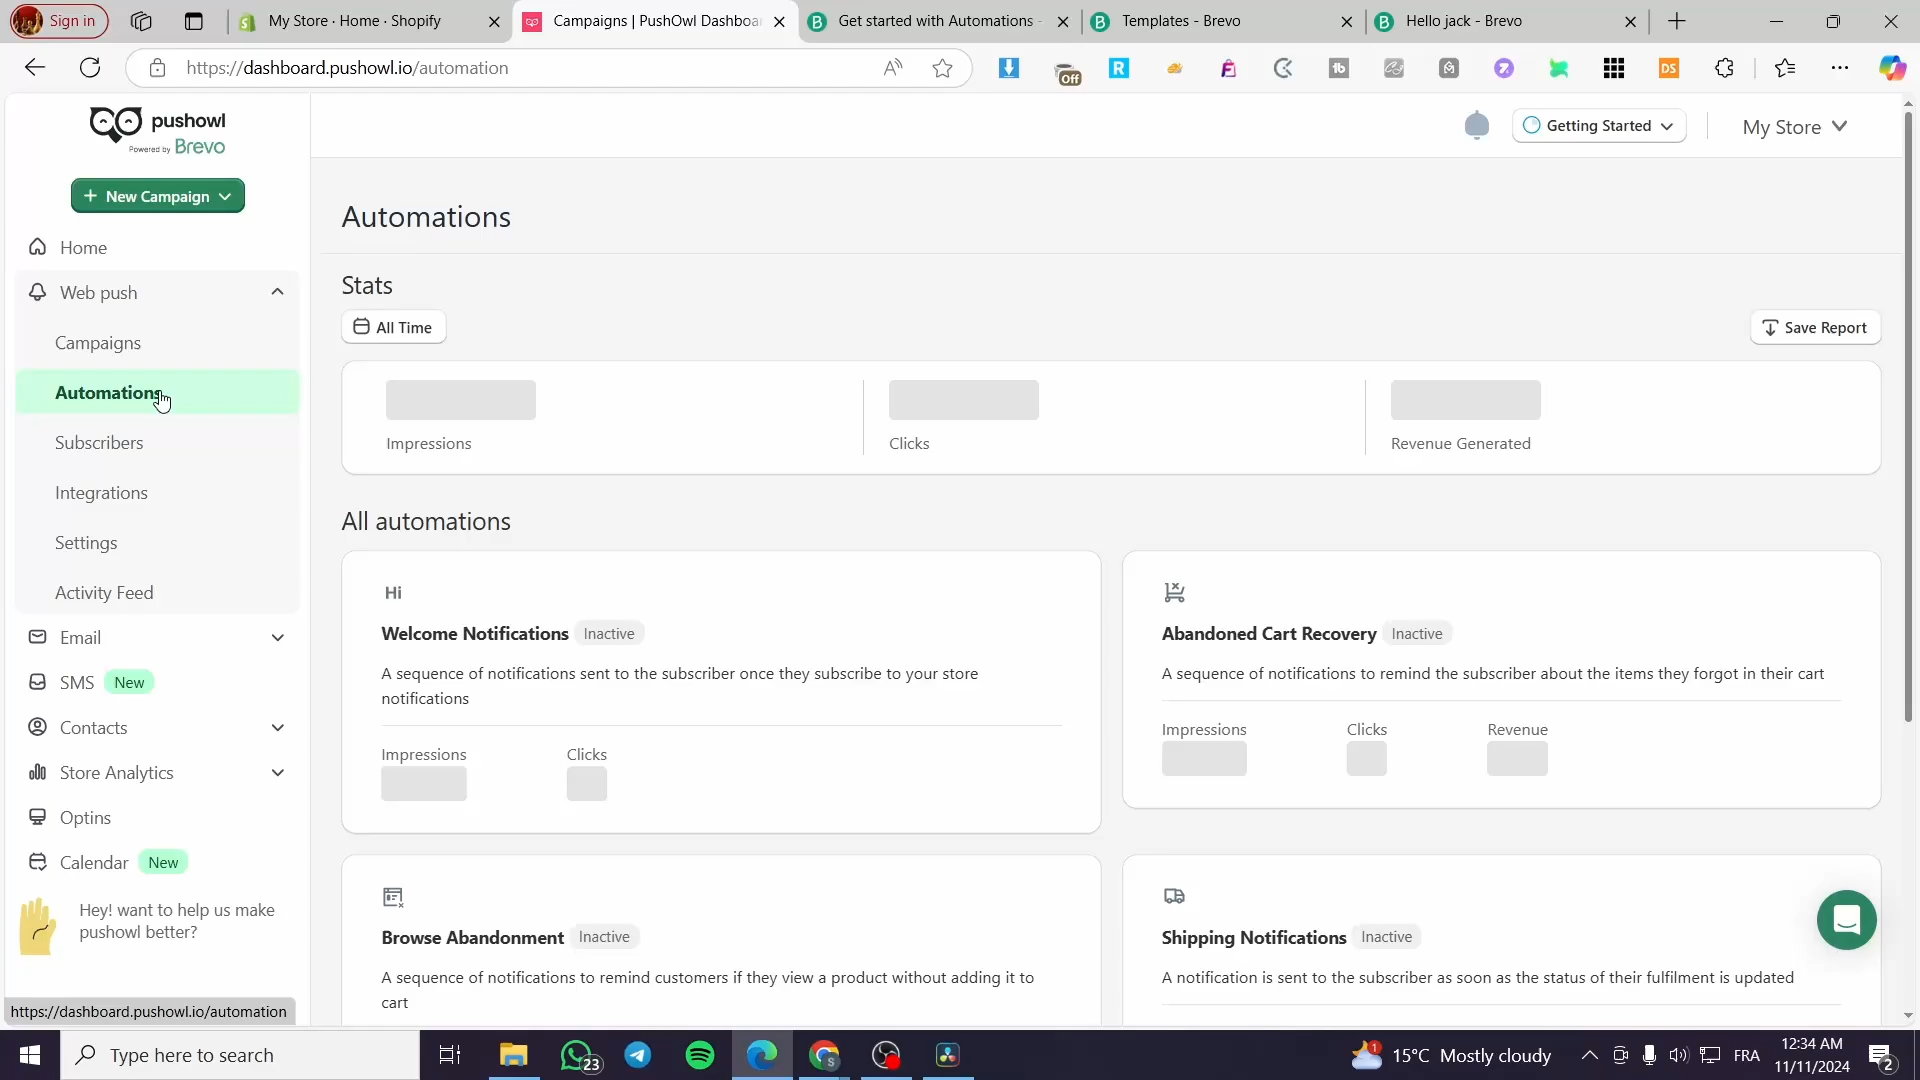 Sign in
My Store · Home · Shopify
Campaigns | PushOwl Dashboa
Get started with Automations -
Templates - Brevo
Hello jack - Brevo
https://dashboard.pushowl.io/automation
Off
DS
pushowl
Powered by Brevo
Getting Started
My Store
+ New Campaign
Home
Web push
Campaigns
Automations
Subscribers
Integrations
Settings
Activity Feed
Email
SMS New
Contacts
Store Analytics
Optins
Calendar New
Hey! want to help us make
pushowl better?
https://dashboard.pushowl.io/automation
Automations
Stats
All Time
Save Report
Impressions
Clicks
Revenue Generated
All automations
Hi
Welcome Notifications Inactive
A sequence of notifications sent to the subscriber once they subscribe to your store
notifications
Impressions
Clicks
Abandoned Cart Recovery Inactive
A sequence of notifications to remind the subscriber about the items they forgot in their cart
Impressions
Clicks
Revenue
Browse Abandonment Inactive
A sequence of notifications to remind customers if they view a product without adding it to
cart
Shipping Notifications Inactive
A notification is sent to the subscriber as soon as the status of their fulfilment is updated
Type here to search
23
15°C Mostly cloudy
FRA
12:34 AM
11/11/2024
2